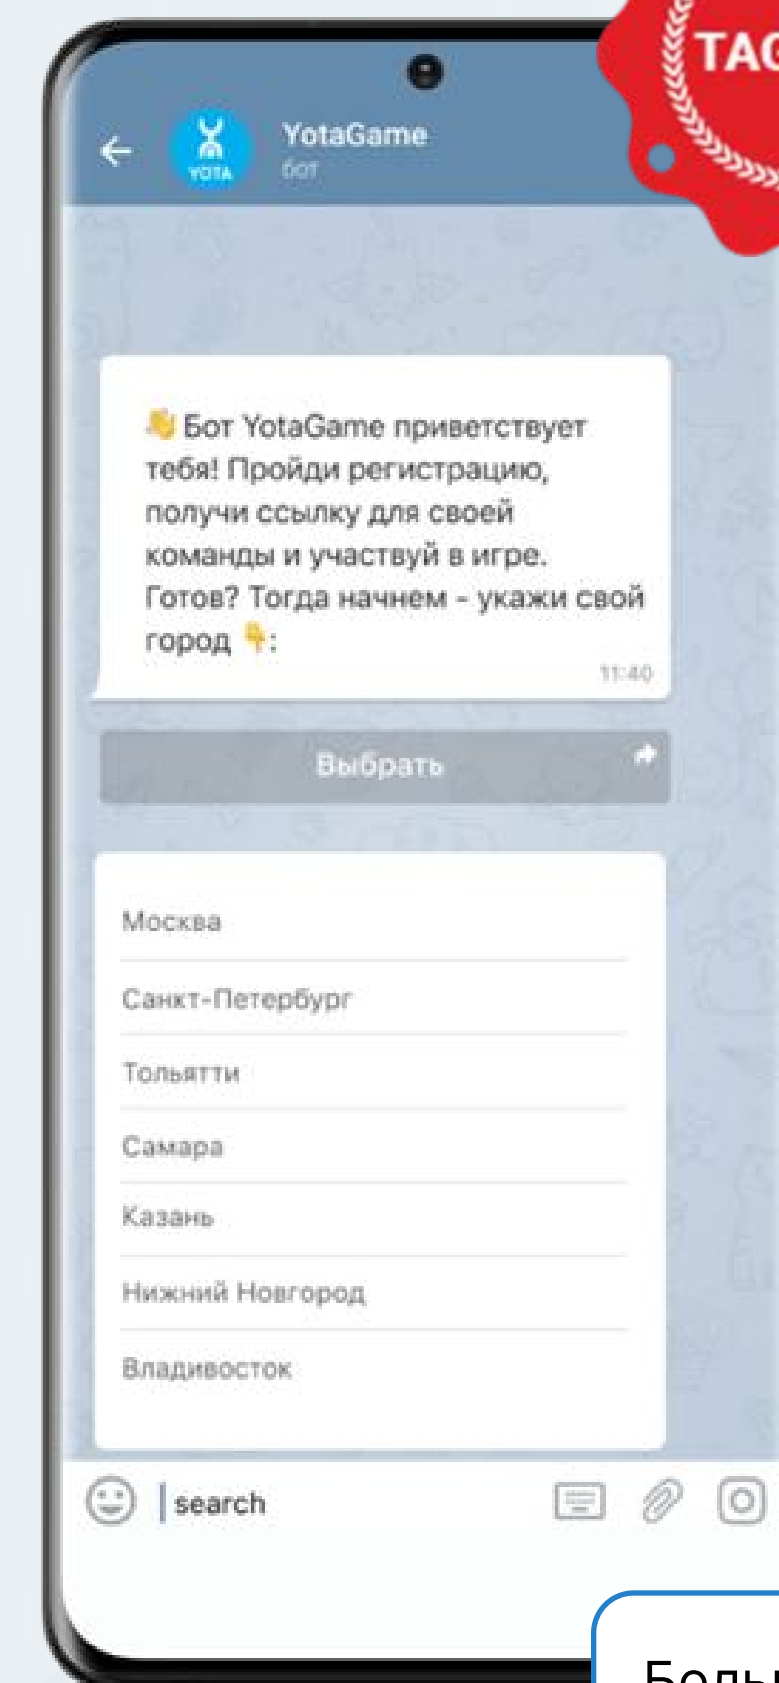 TAG
YotaGame
YOTA
бот
👋 Бот YotaGame приветствует
тебя! Пройди регистрацию,
получи ссылку для своей
команды и участвуй в игре.
Готов? Тогда начнем - укажи свой
город 👇:
11:40
Выбрать
Москва
Санкт-Петербург
Тольятти
Самара
Казань
Нижний Новгород
Владивосток
search